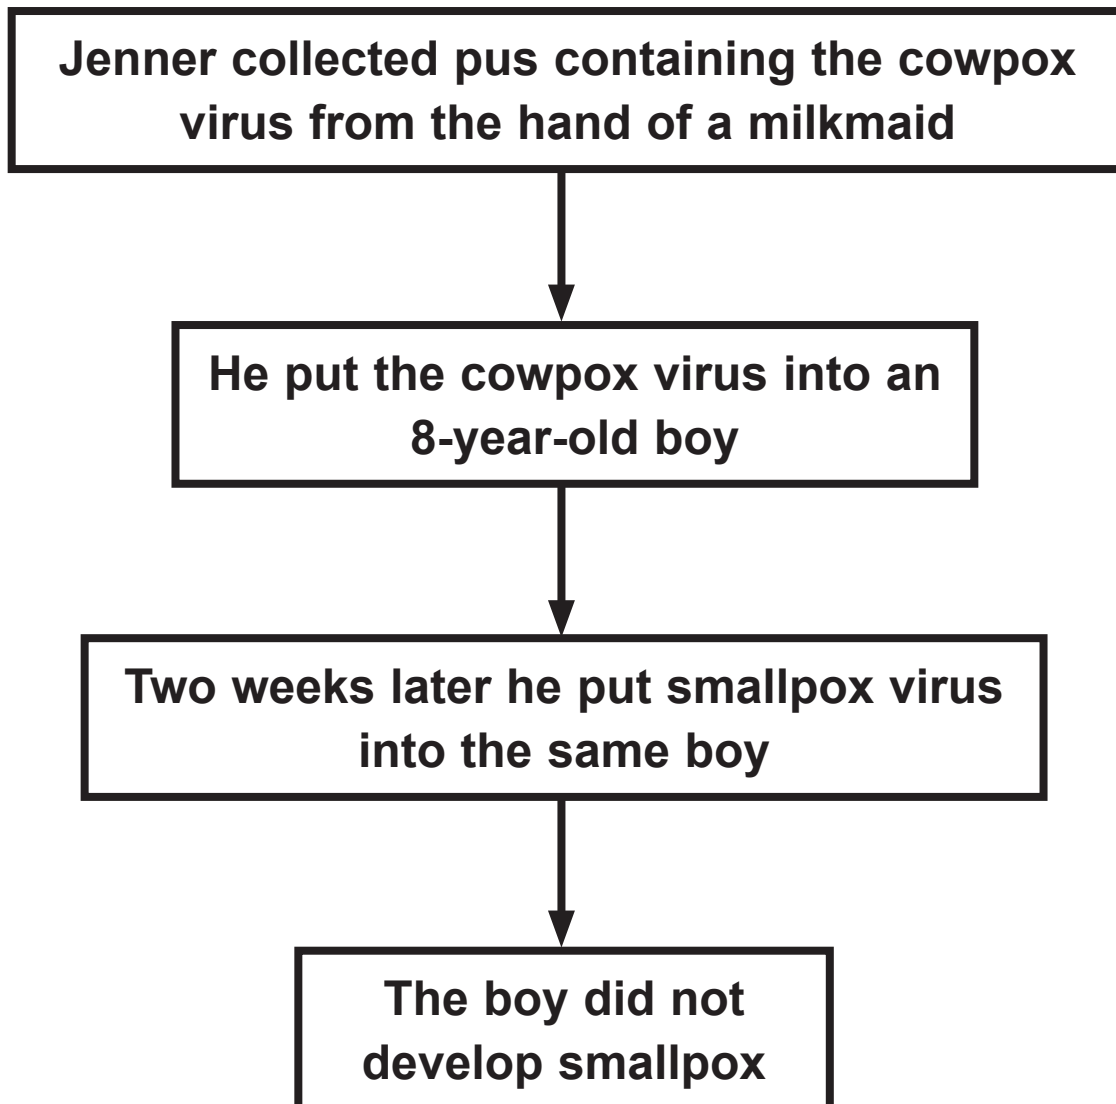 Jenner collected pus containing the cowpox
virus from the hand of a milkmaid
He put the cowpox virus into an
8-year-old boy
Two weeks later he put smallpox virus
into the same boy
The boy did not
develop smallpox